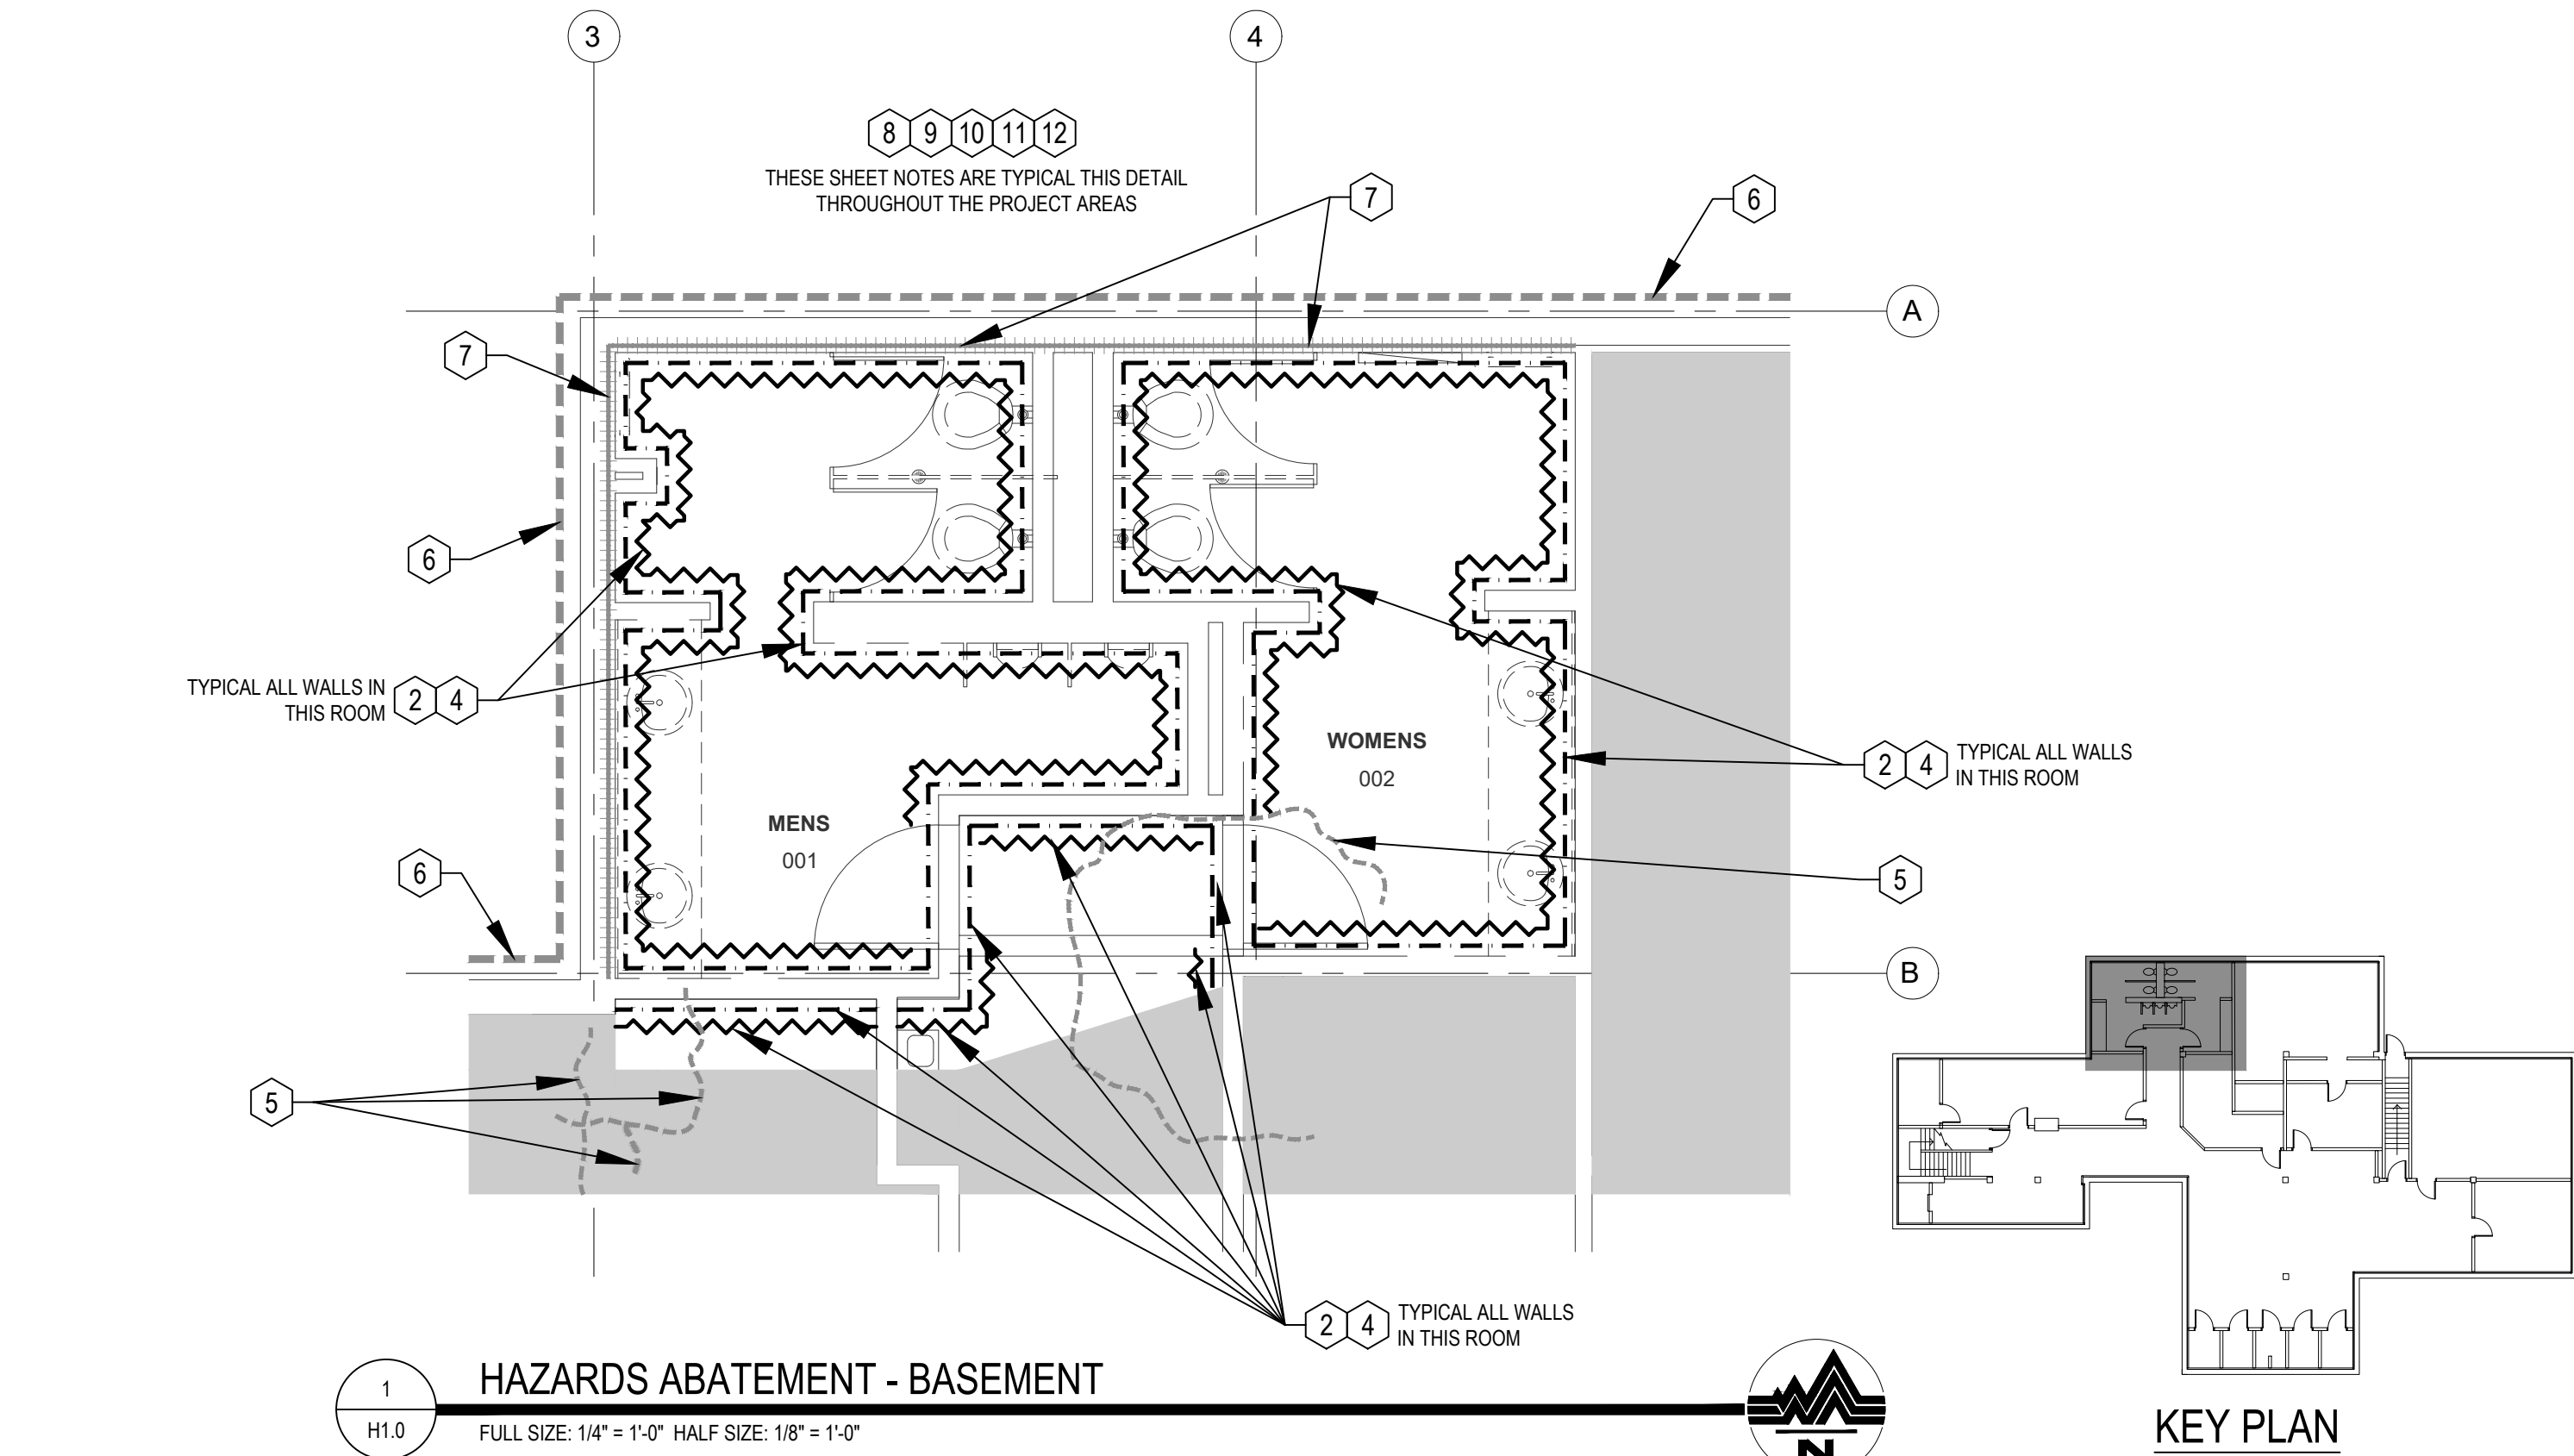 3
4
8 9 10 11 12
THESE SHEET NOTES ARE TYPICAL THIS DETAIL
THROUGHOUT THE PROJECT AREAS
7
6
A
7
6
TYPICAL ALL WALLS IN
THIS ROOM
2 4
WOMENS
002
2 4
TYPICAL ALL WALLS
IN THIS ROOM
MENS
001
6
5
B
5
2 4
TYPICAL ALL WALLS
IN THIS ROOM
1
H1.0
HAZARDS ABATEMENT - BASEMENT
FULL SIZE: 1/4" = 1'-0" HALF SIZE: 1/8" = 1'-0"
N
KEY PLAN